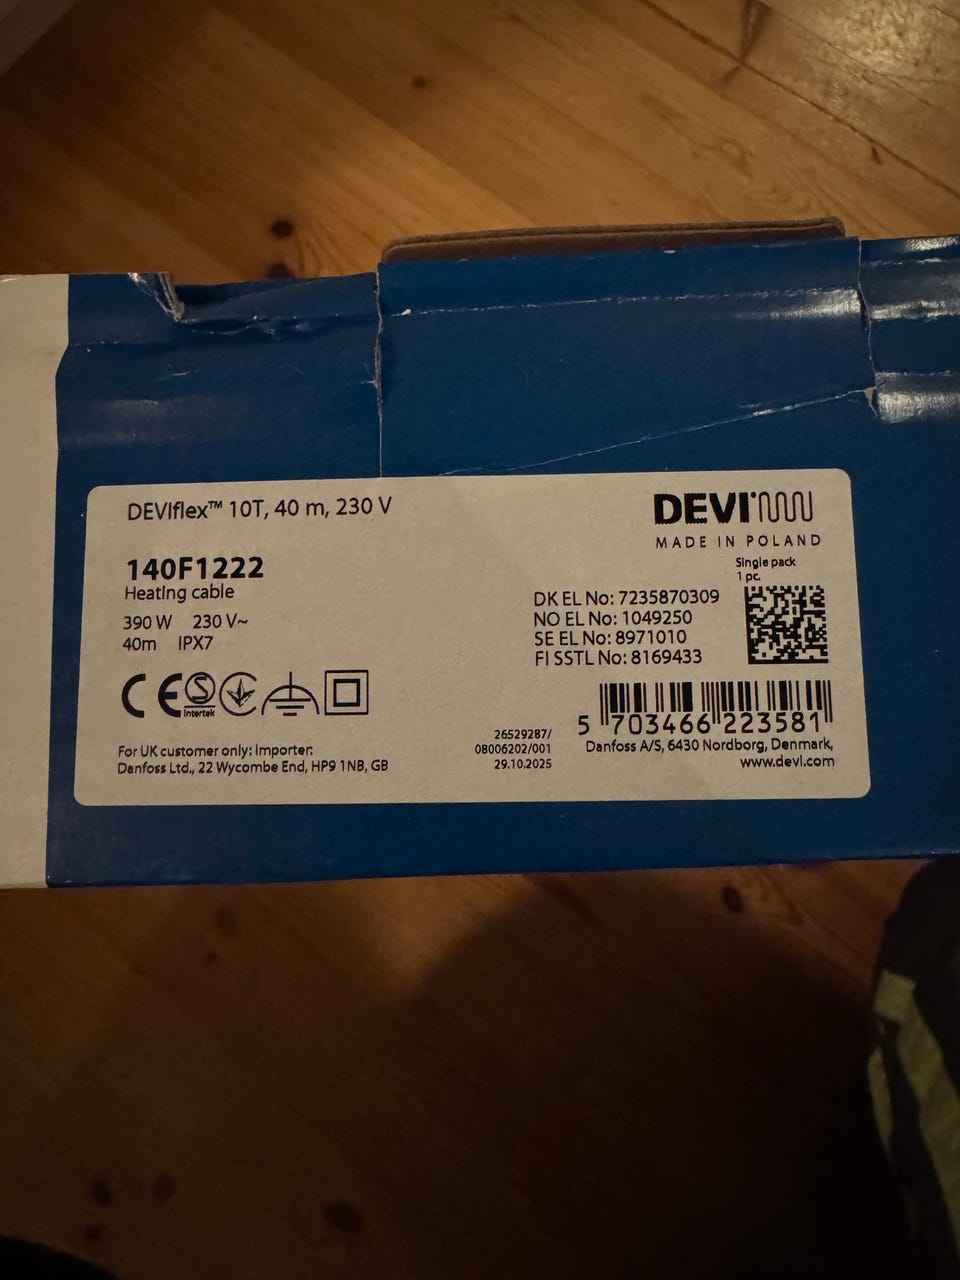 DEVIflex™ 10T, 40 m, 230 V
DEVI
MADE IN POLAND
Single pack
1 pc.
140F1222
Heating cable
390 W 230 V~
40m IPX7
DK EL No: 7235870309
NO EL No: 1049250
SE EL No: 8971010
FI SSTL No: 8169433
CE S Intertek
5 703466 223581
26529287/
08006202/001
29.10.2025
For UK customer only: Importer:
Danfoss Ltd., 22 Wycombe End, HP9 1NB, GB
Danfoss A/S, 6430 Nordborg, Denmark,
www.devi.com